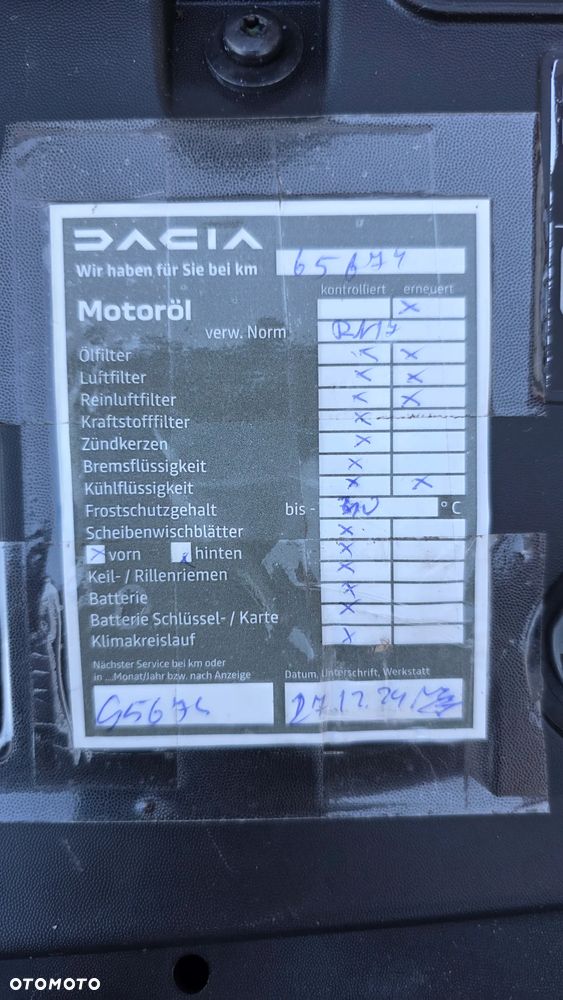 DACIA
Wir haben für Sie bei km 65674
kontrolliert erneuert
Motoröl x
verw. Norm RN17
Ölfilter x x
Luftfilter x x
Reinluftfilter x x
Kraftstofffilter x
Zündkerzen x
Bremsflüssigkeit x
Kühlflüssigkeit x x
Frostschutzgehalt bis - °C
Scheibenwischblätter x
x vorn hinten x
Keil- / Rillenriemen x
Batterie x
Batterie Schlüssel- / Karte x
Klimakreislauf x
Nächster Service bei km oder
in ...Monat/Jahr bzw. nach Anzeige
Datum, Unterschrift, Werkstatt
27.12.24
OTOMOTO